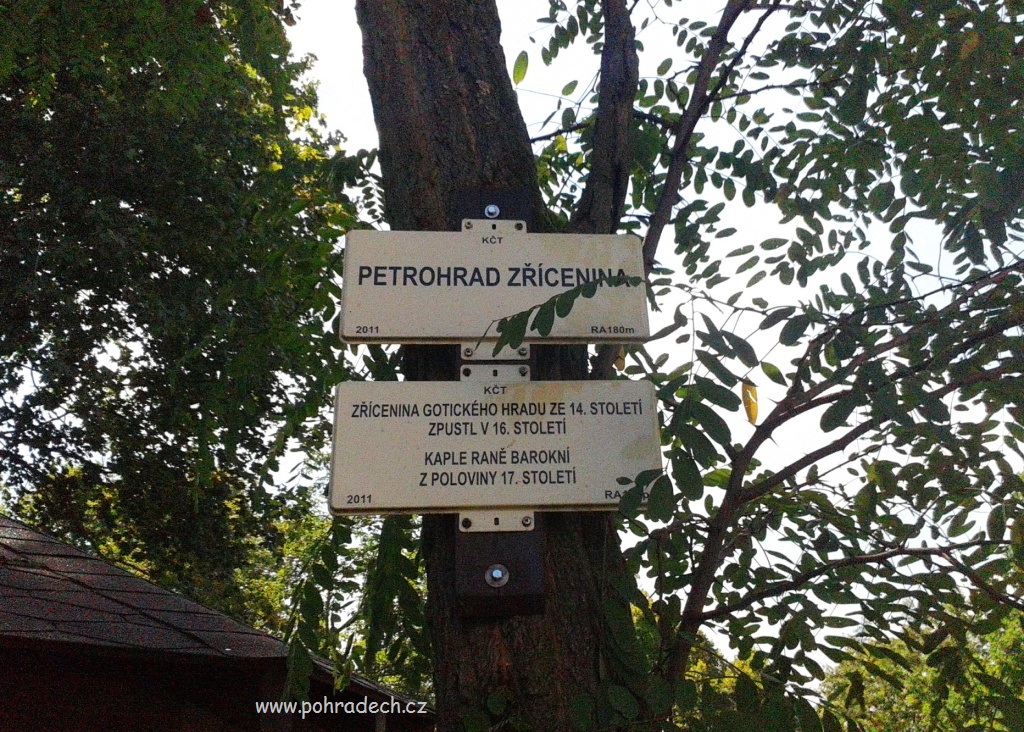 KČT
PETROHRAD ZŘÍCENINA
2011 RA180m
KČT
ZŘÍCENINA GOTICKÉHO HRADU ZE 14. STOLETÍ
ZPUSTL V 16. STOLETÍ
KAPLE RANĚ BAROKNÍ
Z POLOVINY 17. STOLETÍ
2011
www.pohradech.cz